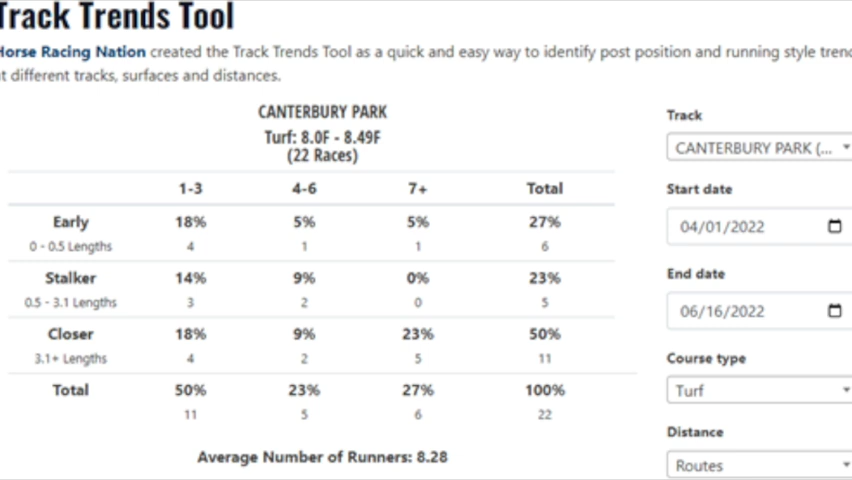 Track Trends Tool
Horse Racing Nation created the Track Trends Tool as a quick and easy way to identify post position and running style tren
at different tracks, surfaces and distances.
CANTERBURY PARK
Turf: 8.0F - 8.49F
(22 Races)
1-3 4-6 7+ Total
Early 18% 5% 5% 27%
0 - 0.5 Lengths 4 1 1 6
Stalker 14% 9% 0% 23%
0.5 - 3.1 Lengths 3 2 0 5
Closer 18% 9% 23% 50%
3.1+ Lengths 4 2 5 11
Total 50% 23% 27% 100%
11 5 6 22
Average Number of Runners: 8.28
Track
CANTERBURY PARK (...
Start date
04/01/2022
End date
06/16/2022
Course type
Turf
Distance
Routes